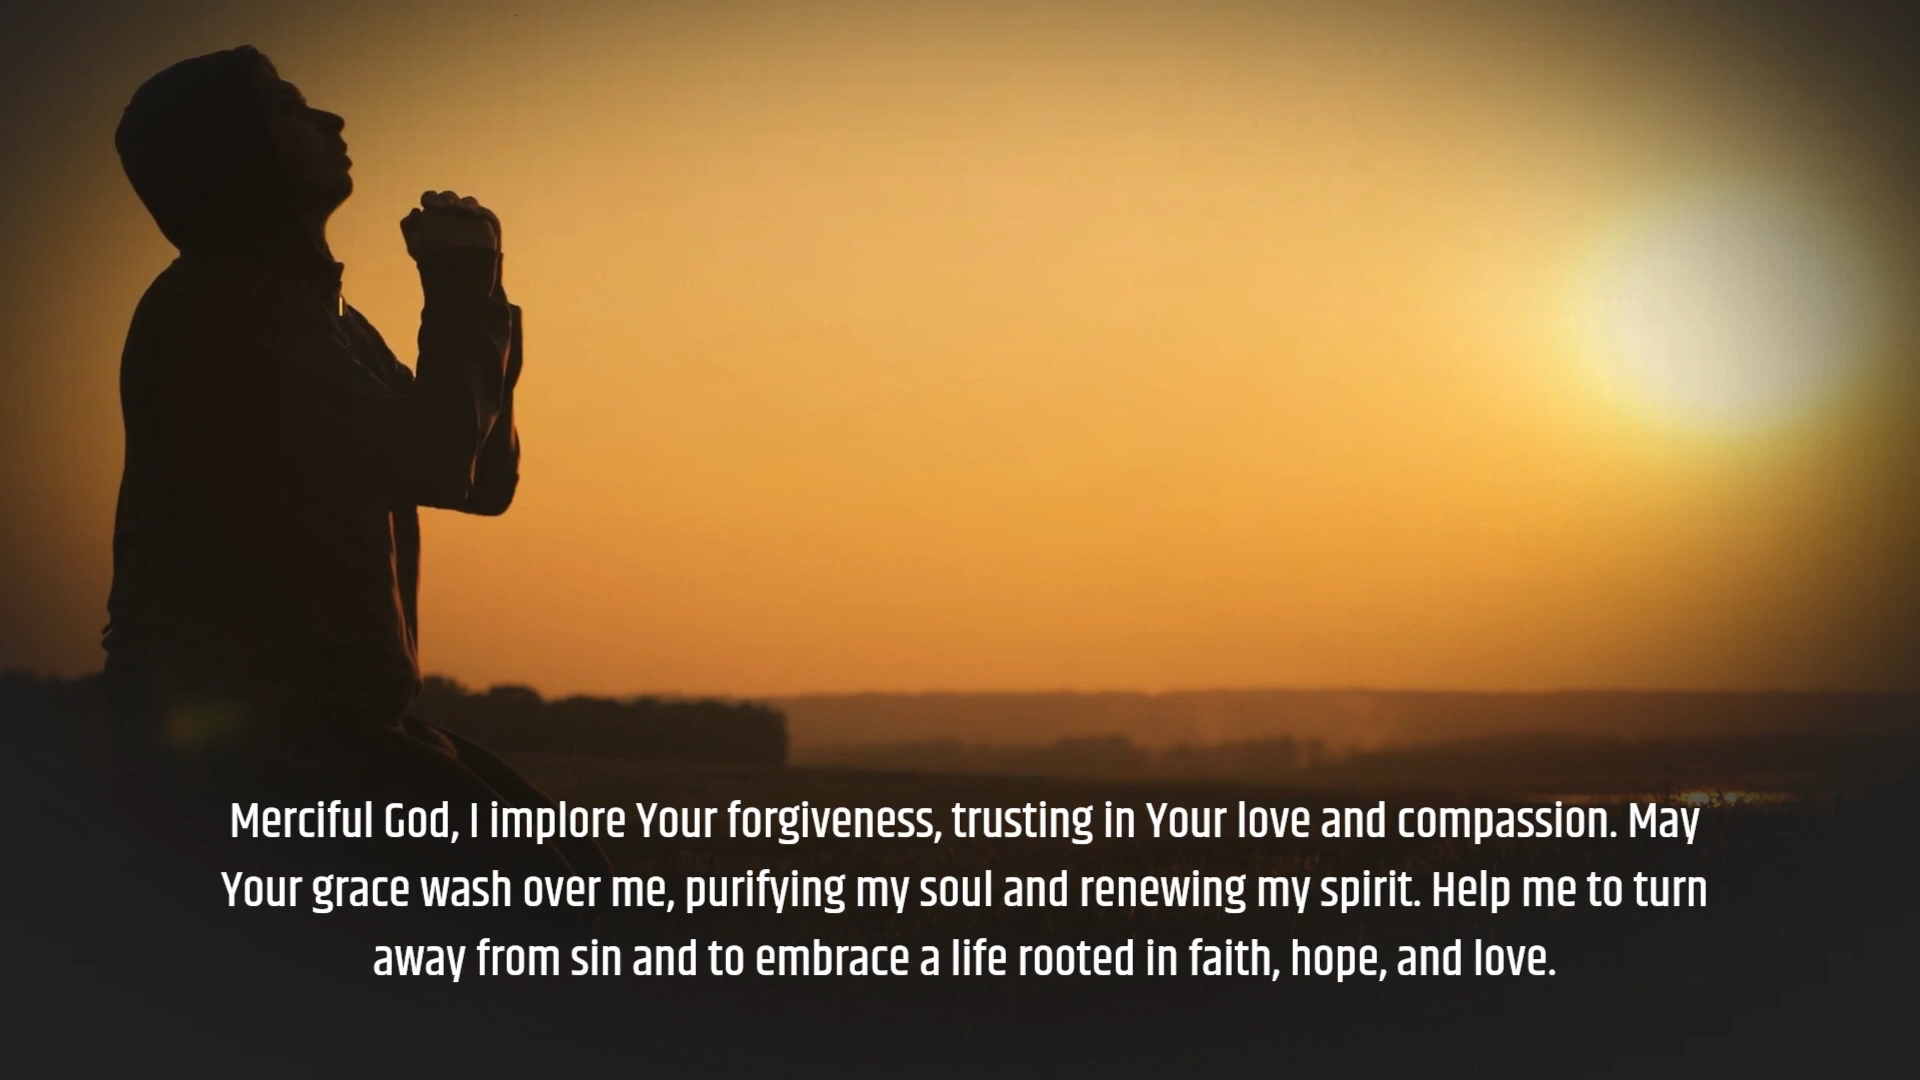 Merciful God, I implore Your forgiveness, trusting in Your love and compassion. May
Your grace wash over me, purifying my soul and renewing my spirit. Help me to turn
away from sin and to embrace a life rooted in faith, hope, and love.